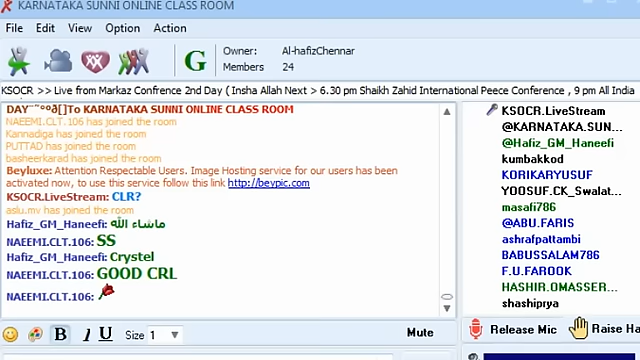 KARNATAKA SUNNI ONLINE CLASS ROOM
File Edit View Option Action
G Owner: Al-hafizChennar
Members 24
KSOCR >> Live from Markaz Confrence 2nd Day ( Insha Allah Next > 6.30 pm Shaikh Zahid International Peece Conference , 9 pm All India
To KARNATAKA SUNNI ONLINE CLASS ROOM
NAEEMI.CLT.106 has joined the room
Kannadiga has joined the room
PUTTAD has joined the room
basheerkarad has joined the room
Beyluxe: Attention Respectable Users. Image Hosting service for our users has been
activated now, to use this service follow this link http://beypic.com
KSOCR.LiveStream: CLR?
aslu.mv has joined the room
Hafiz_GM_Haneefi: ماشاء الله
NAEEMI.CLT.106: SS
Hafiz_GM_Haneefi: Crystel
NAEEMI.CLT.106: GOOD CRL
NAEEMI.CLT.106:
KSOCR.LiveStream
@KARNATAKA.SUN...
@Hafiz_GM_Haneefi
kumbakkod
KORIKARYUSUF
YOOSUF.CK_Swalat...
masafi786
@ABU.FARIS
ashrafpattambi
BABUSSALAM786
F.U.FAROOK
HASHIR.OMASSER...
shashiprya
B I U Size 1 Mute
Release Mic Raise Ha